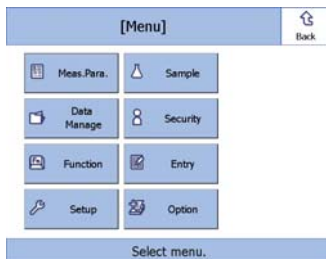 [Menu]
Back
Meas.Para.
Sample
Data
Manage
Security
Function
Entry
Setup
Option
Select menu.